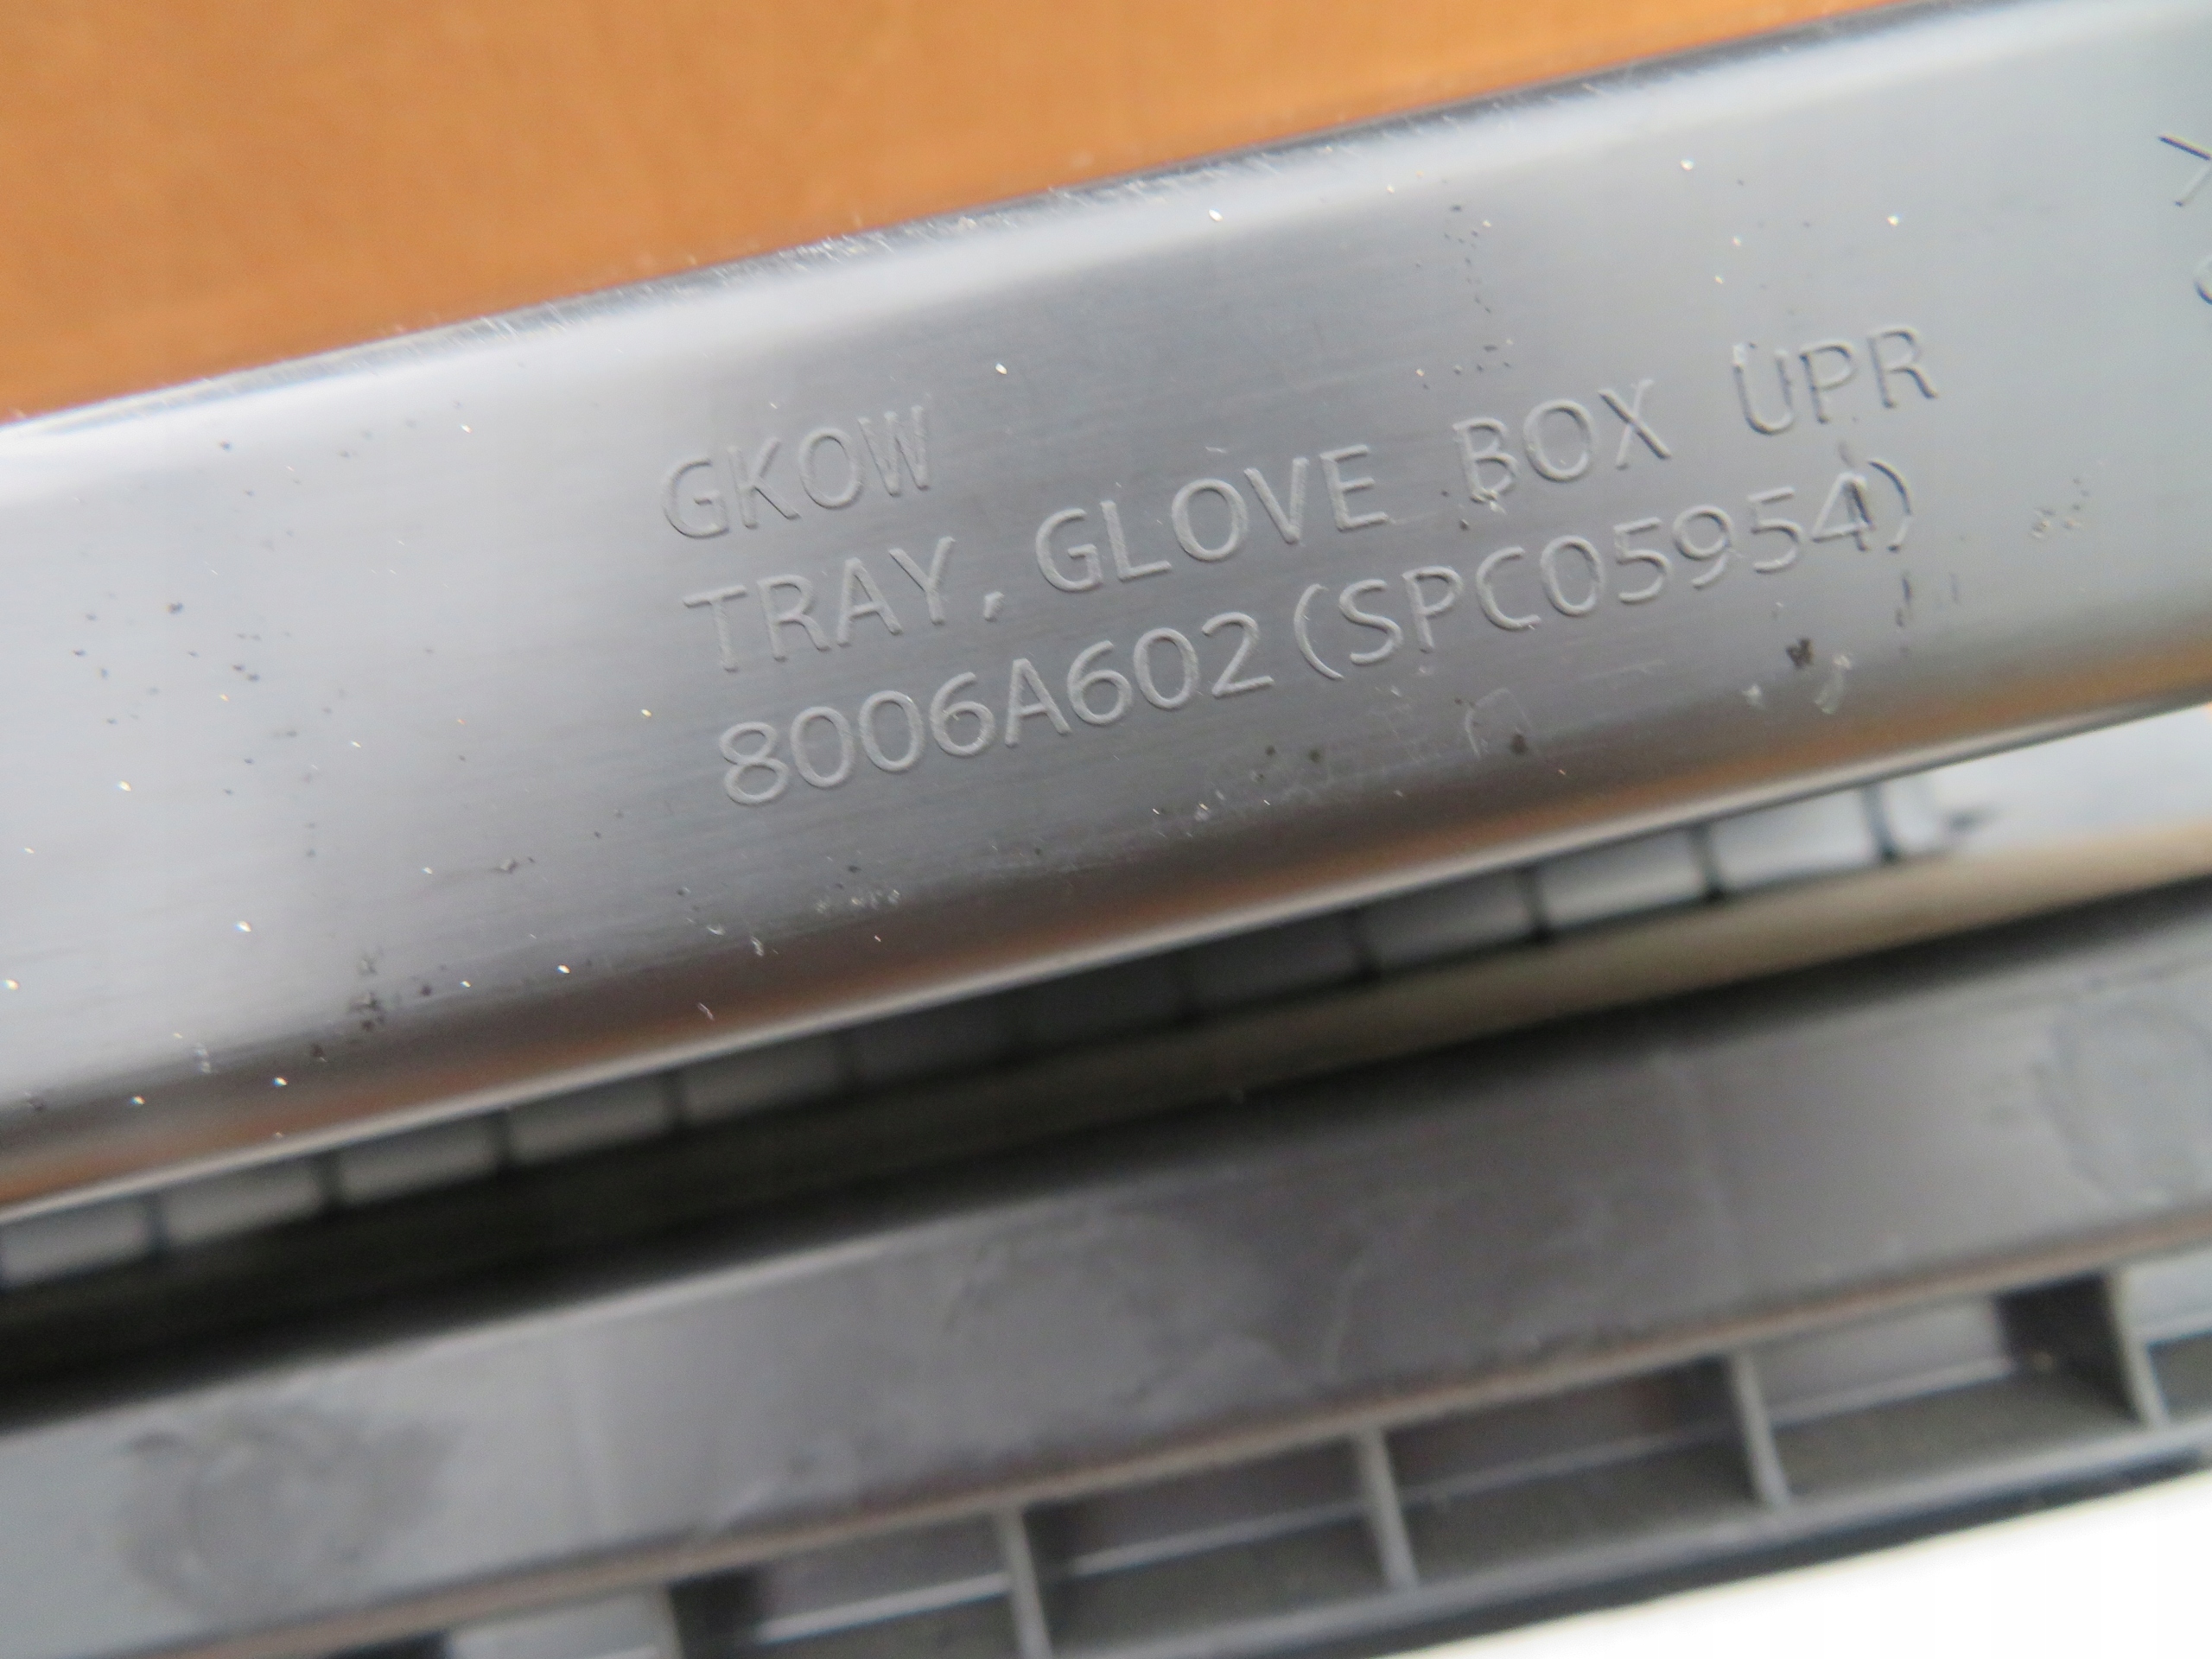 GKOW
TRAY, GLOVE BOX UPR
8006A602(SPC05954)